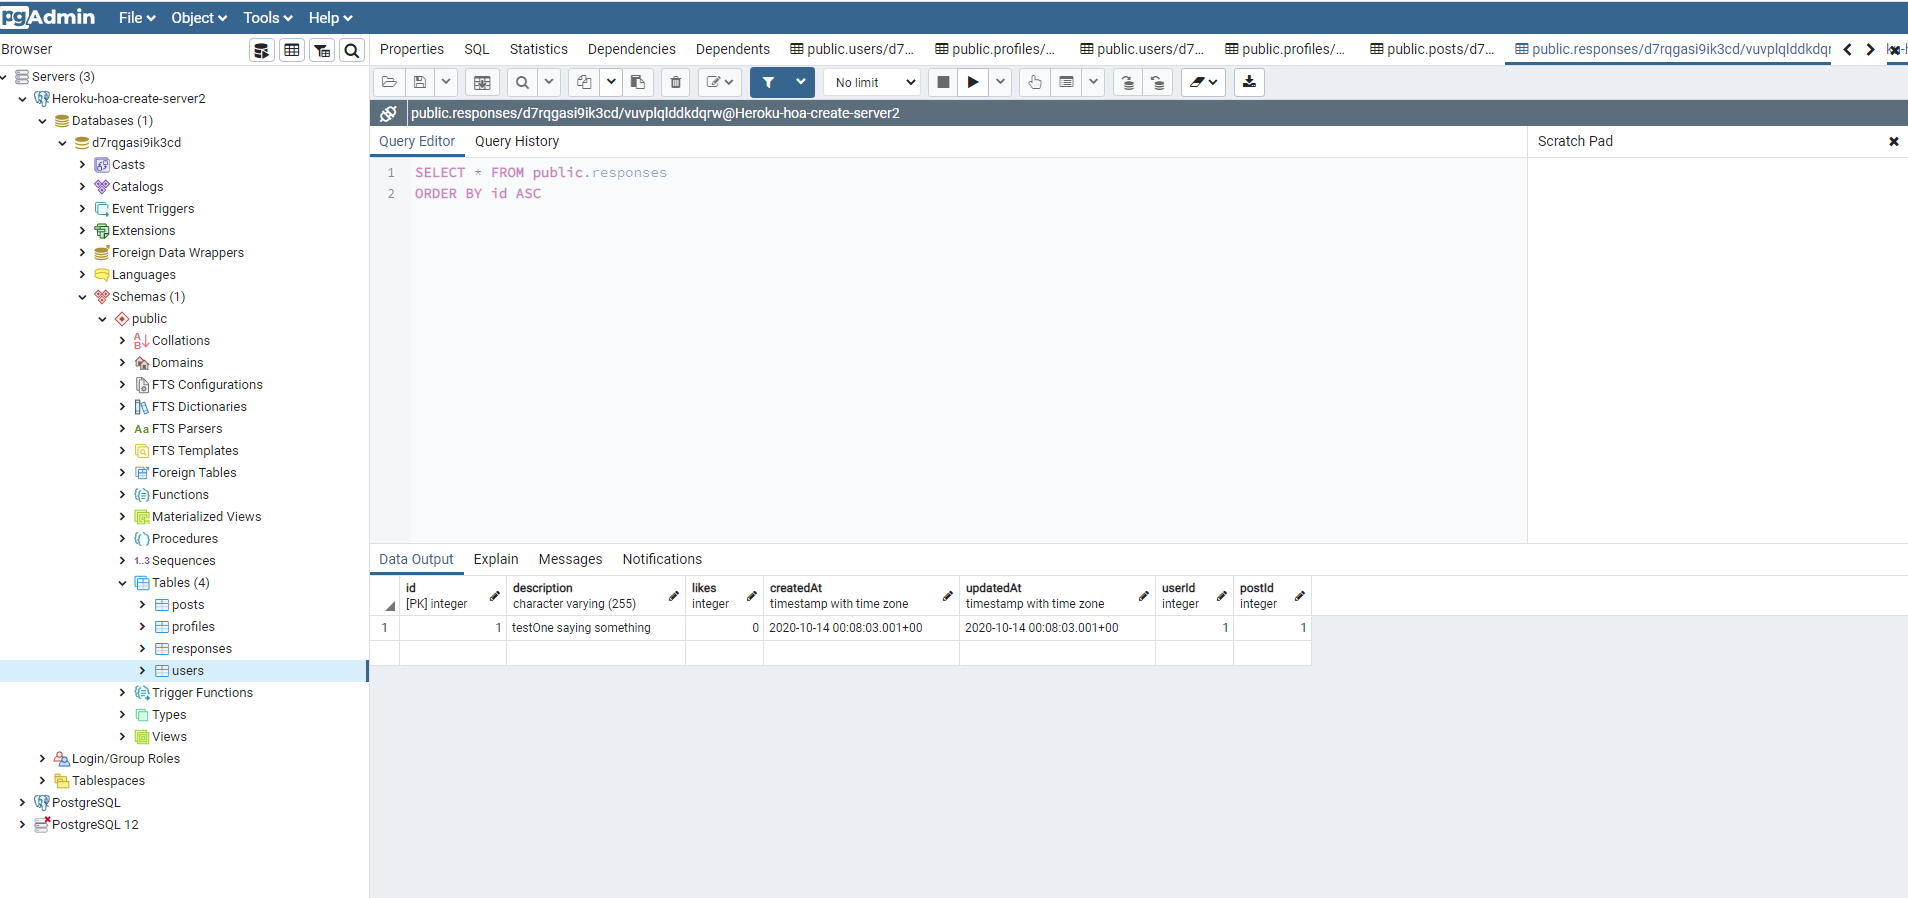 pgAdmin File Object Tools Help
Browser
Properties SQL Statistics Dependencies Dependents public.users/d7... public.profiles/... public.users/d7... public.profiles/... public.posts/d7... public.responses/d7rqgasi9ik3cd/vuvplqlddkdqr
Servers (3)
Heroku-hoa-create-server2
Databases (1)
d7rqgasi9ik3cd
Casts
Catalogs
Event Triggers
Extensions
Foreign Data Wrappers
Languages
Schemas (1)
public
Collations
Domains
FTS Configurations
FTS Dictionaries
Aa FTS Parsers
FTS Templates
Foreign Tables
Functions
Materialized Views
Procedures
1..3 Sequences
Tables (4)
posts
profiles
responses
users
Trigger Functions
Types
Views
Login/Group Roles
Tablespaces
PostgreSQL
PostgreSQL 12
No limit
public.responses/d7rqgasi9ik3cd/vuvplqlddkdqrw@Heroku-hoa-create-server2
Query Editor Query History
Scratch Pad
1 SELECT * FROM public.responses
2 ORDER BY id ASC
Data Output Explain Messages Notifications
id description likes createdAt updatedAt userId postId
[PK] integer character varying (255) integer timestamp with time zone timestamp with time zone integer integer
1 1 testOne saying something 0 2020-10-14 00:08:03.001+00 2020-10-14 00:08:03.001+00 1 1